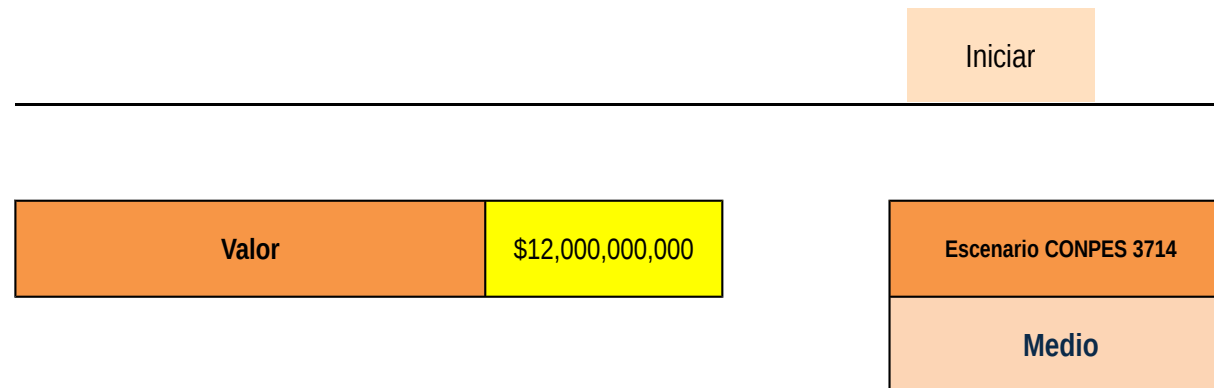 Iniciar
Valor
$12,000,000,000
Escenario CONPES 3714
Medio